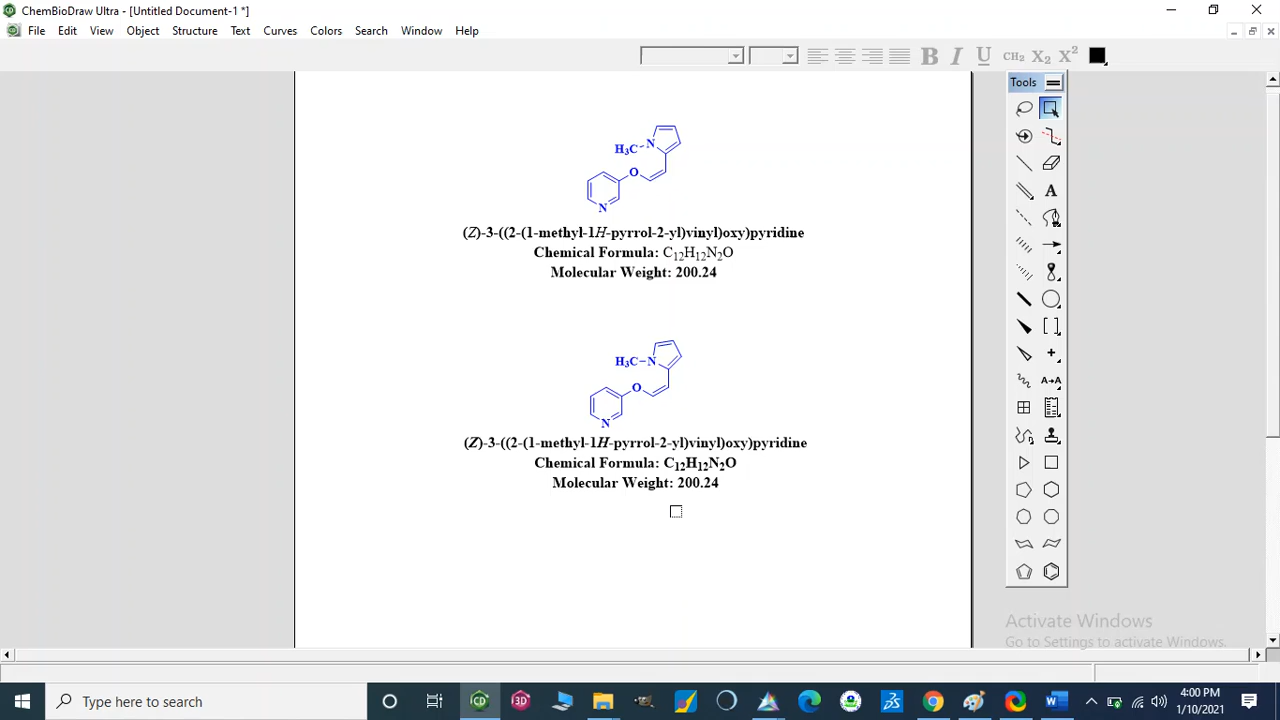 ChemBioDraw Ultra - [Untitled Document-1 *]
File Edit View Object Structure Text Curves Colors Search Window Help
B I U CH₂ X₂ X²
Tools
A
A→A
H₃C N
O
N
(Z)-3-((2-(1-methyl-1H-pyrrol-2-yl)vinyl)oxy)pyridine
Chemical Formula: C₁₂H₁₂N₂O
Molecular Weight: 200.24
H₃C N
O
N
(Z)-3-((2-(1-methyl-1H-pyrrol-2-yl)vinyl)oxy)pyridine
Chemical Formula: C₁₂H₁₂N₂O
Molecular Weight: 200.24
Activate Windows
Go to Settings to activate Windows.
Type here to search
4:00 PM
1/10/2021